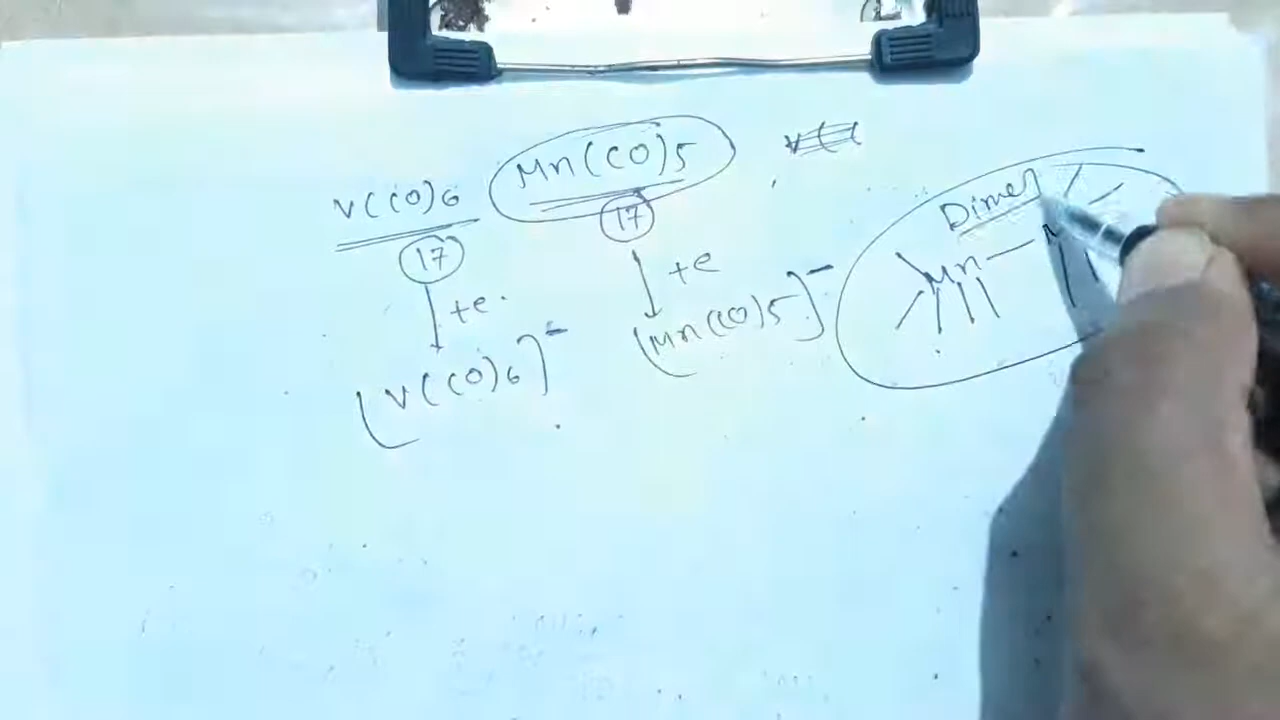 V(CO)6 Mn(CO)5
17 17
+e. +e
[V(CO)6]⁻ [Mn(CO)5]⁻
Dimer
Mn